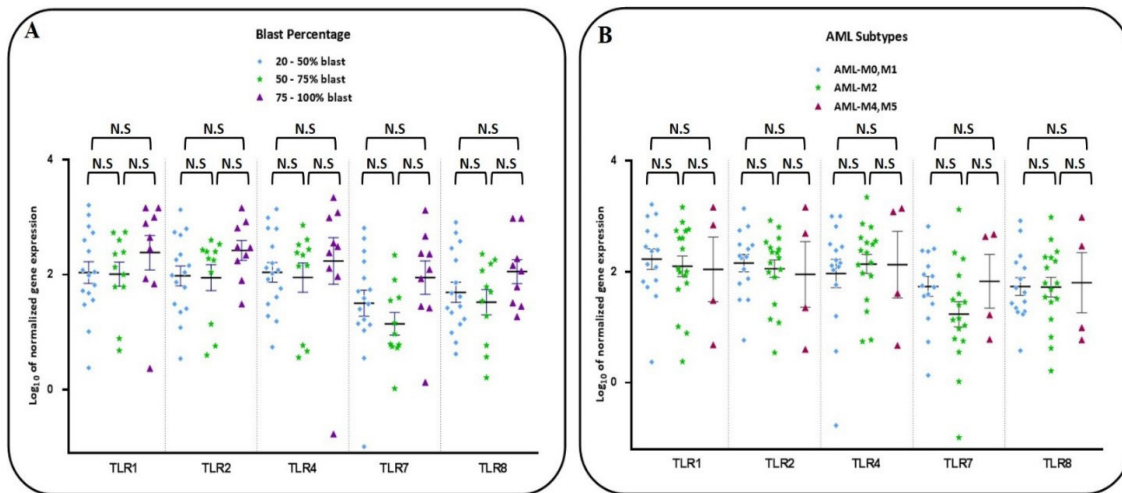 A
Blast Percentage
20 - 50% blast
50 - 75% blast
75 - 100% blast
N.S N.S N.S N.S N.S
N.S N.S N.S N.S N.S N.S N.S N.S N.S N.S
4
2
0
Log10 of normalized gene expression
TLR1 TLR2 TLR4 TLR7 TLR8
B
AML Subtypes
AML-M0,M1
AML-M2
AML-M4,M5
N.S N.S N.S N.S N.S
N.S N.S N.S N.S N.S N.S N.S N.S N.S N.S
4
2
0
Log10 of normalized gene expression
TLR1 TLR2 TLR4 TLR7 TLR8